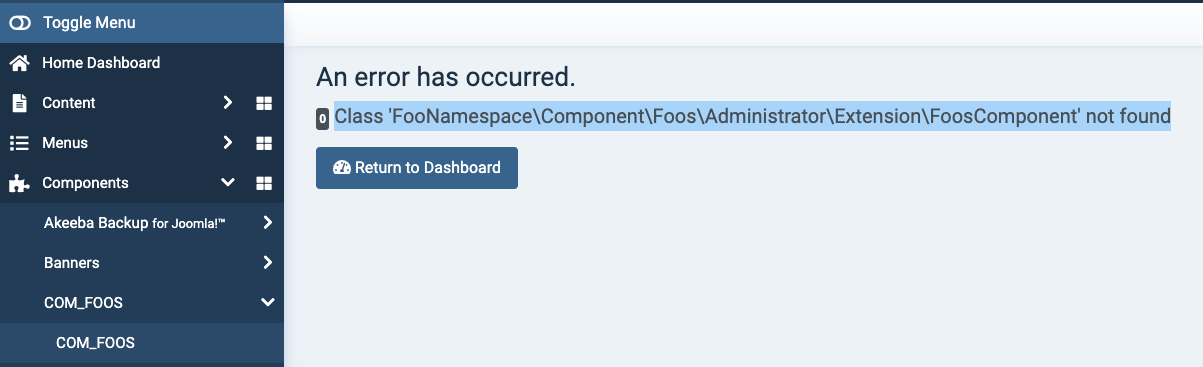 Toggle Menu
Home Dashboard
Content
Menus
Components
Akeeba Backup for Joomla!™
Banners
COM_FOOS
COM_FOOS
An error has occurred.
0 Class 'FooNamespace\Component\Foos\Administrator\Extension\FoosComponent' not found
Return to Dashboard